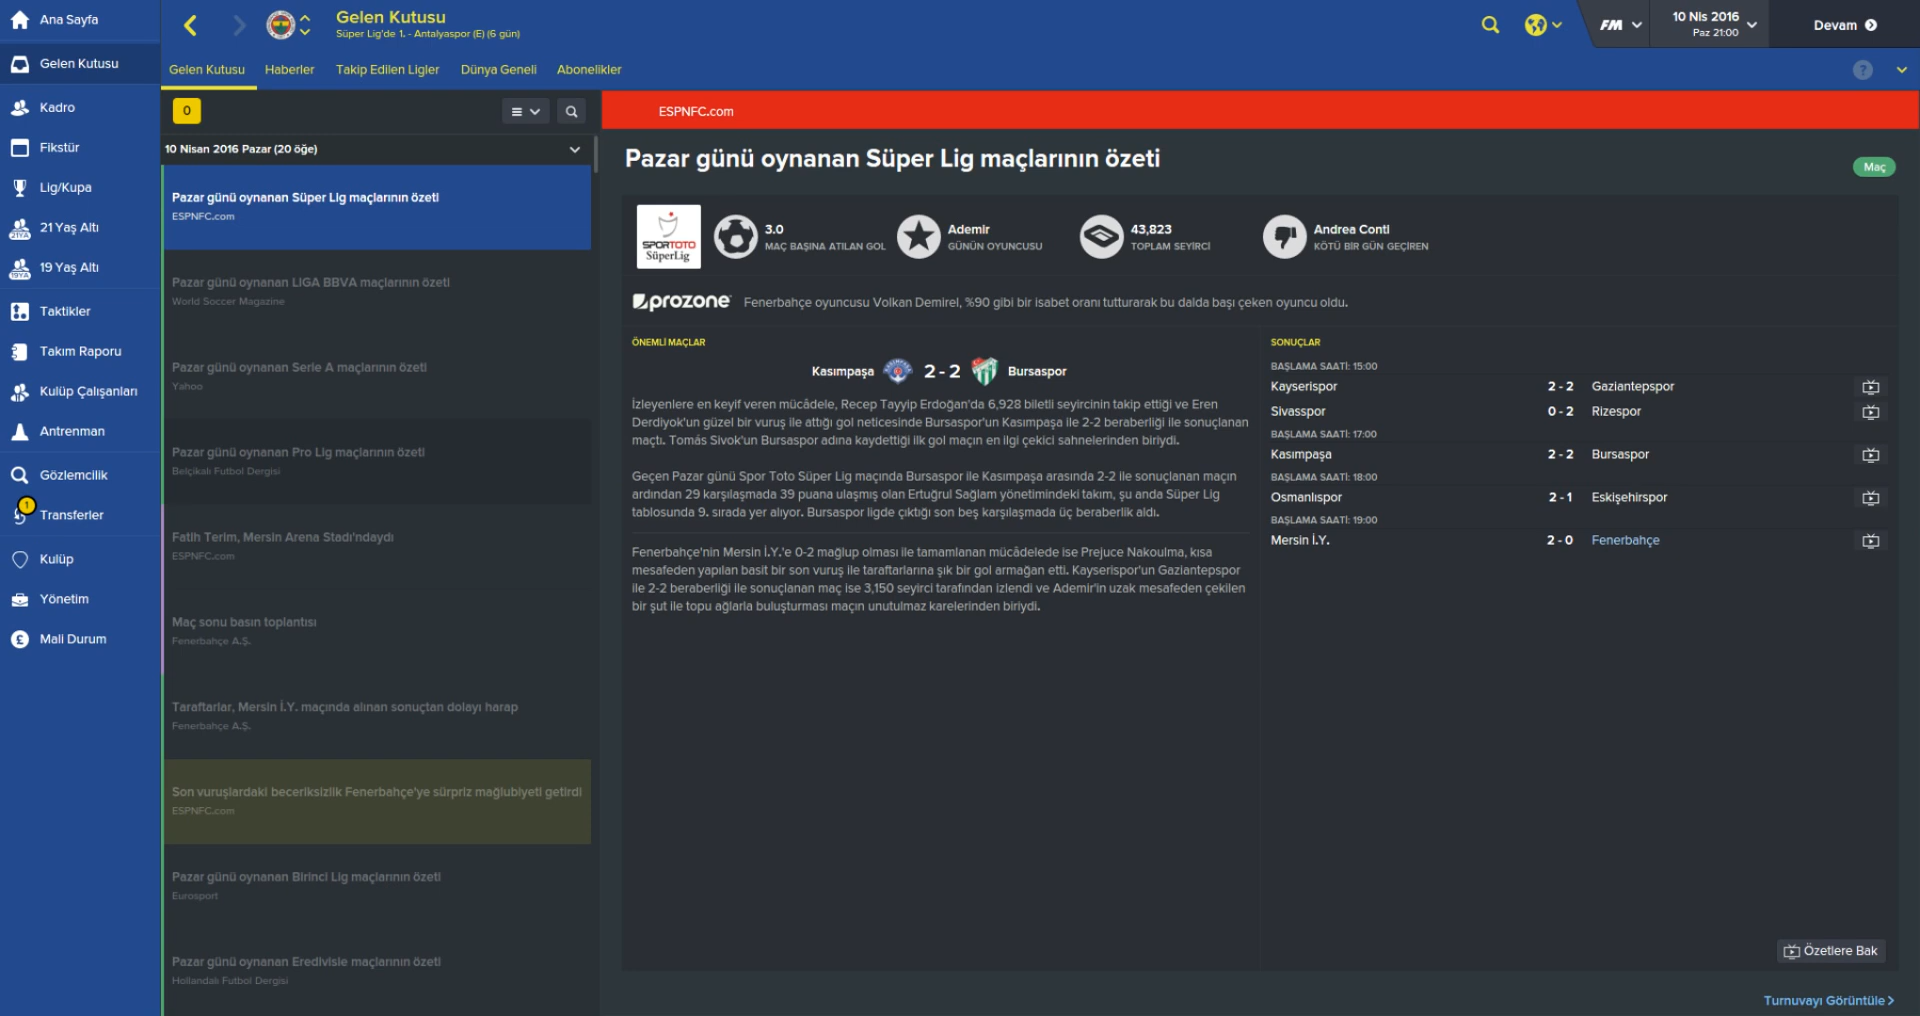 Ana Sayfa
Gelen Kutusu
Kadro
Fikstür
Lig/Kupa
21 Yaş Altı
19 Yaş Altı
Taktikler
Takım Raporu
Kulüp Çalışanları
Antrenman
Gözlemcilik
1
Transferler
Kulüp
Yönetim
Mali Durum
Gelen Kutusu
Süper Lig'de 1. - Antalyaspor (E) (6 gün)
FM
10 Nis 2016
Paz 21:00
Devam
Gelen Kutusu Haberler Takip Edilen Ligler Dünya Geneli Abonelikler
?
0
10 Nisan 2016 Pazar (20 öğe)
Pazar günü oynanan Süper Lig maçlarının özeti
ESPNFC.com
Pazar günü oynanan LIGA BBVA maçlarının özeti
World Soccer Magazine
Pazar günü oynanan Serie A maçlarının özeti
Yahoo
Pazar günü oynanan Pro Lig maçlarının özeti
Belçikalı Futbol Dergisi
Fatih Terim, Mersin Arena Stadı'ndaydı
ESPNFC.com
Maç sonu basın toplantısı
Fenerbahçe A.Ş.
Taraftarlar, Mersin İ.Y. maçında alınan sonuçtan dolayı harap
Fenerbahçe A.Ş.
Son vuruşlardaki beceriksizlik Fenerbahçe'ye sürpriz mağlubiyeti getirdi
ESPNFC.com
Pazar günü oynanan Birinci Lig maçlarının özeti
Eurosport
Pazar günü oynanan Eredivisie maçlarının özeti
Hollandalı Futbol Dergisi
ESPNFC.com
Pazar günü oynanan Süper Lig maçlarının özeti
Maç
SPORTOTO
SüperLig
3.0
MAÇ BAŞINA ATILAN GOL
Ademir
GÜNÜN OYUNCUSU
43,823
TOPLAM SEYİRCİ
Andrea Conti
KÖTÜ BİR GÜN GEÇİREN
prozone Fenerbahçe oyuncusu Volkan Demirel, %90 gibi bir isabet oranı tutturarak bu dalda başı çeken oyuncu oldu.
ÖNEMLİ MAÇLAR
Kasımpaşa 2 - 2 Bursaspor
İzleyenlere en keyif veren mücâdele, Recep Tayyip Erdoğan'da 6,928 biletli seyircinin takip ettiği ve Eren
Derdiyok'un güzel bir vuruş ile attığı gol neticesinde Bursaspor'un Kasımpaşa ile 2-2 beraberliği ile sonuçlanan
maçtı. Tomás Sivok'un Bursaspor adına kaydettiği ilk gol maçın en ilgi çekici sahnelerinden biriydi.
Geçen Pazar günü Spor Toto Süper Lig maçında Bursaspor ile Kasımpaşa arasında 2-2 ile sonuçlanan maçın
ardından 29 karşılaşmada 39 puana ulaşmış olan Ertuğrul Sağlam yönetimindeki takım, şu anda Süper Lig
tablosunda 9. sırada yer alıyor. Bursaspor ligde çıktığı son beş karşılaşmada üç beraberlik aldı.
Fenerbahçe'nin Mersin İ.Y.'e 0-2 mağlup olması ile tamamlanan mücâdelede ise Prejuce Nakoulma, kısa
mesafeden yapılan basit bir son vuruş ile taraftarlarına şık bir gol armağan etti. Kayserispor'un Gaziantepspor
ile 2-2 beraberliği ile sonuçlanan maç ise 3,150 seyirci tarafından izlendi ve Ademir'in uzak mesafeden çekilen
bir şut ile topu ağlarla buluşturması maçın unutulmaz karelerinden biriydi.
SONUÇLAR
BAŞLAMA SAATİ: 15:00
Kayserispor 2 - 2 Gaziantepspor
Sivasspor 0 - 2 Rizespor
BAŞLAMA SAATİ: 17:00
Kasımpaşa 2 - 2 Bursaspor
BAŞLAMA SAATİ: 18:00
Osmanlıspor 2 - 1 Eskişehirspor
BAŞLAMA SAATİ: 19:00
Mersin İ.Y. 2 - 0 Fenerbahçe
Özetlere Bak
Turnuvayı Görüntüle >